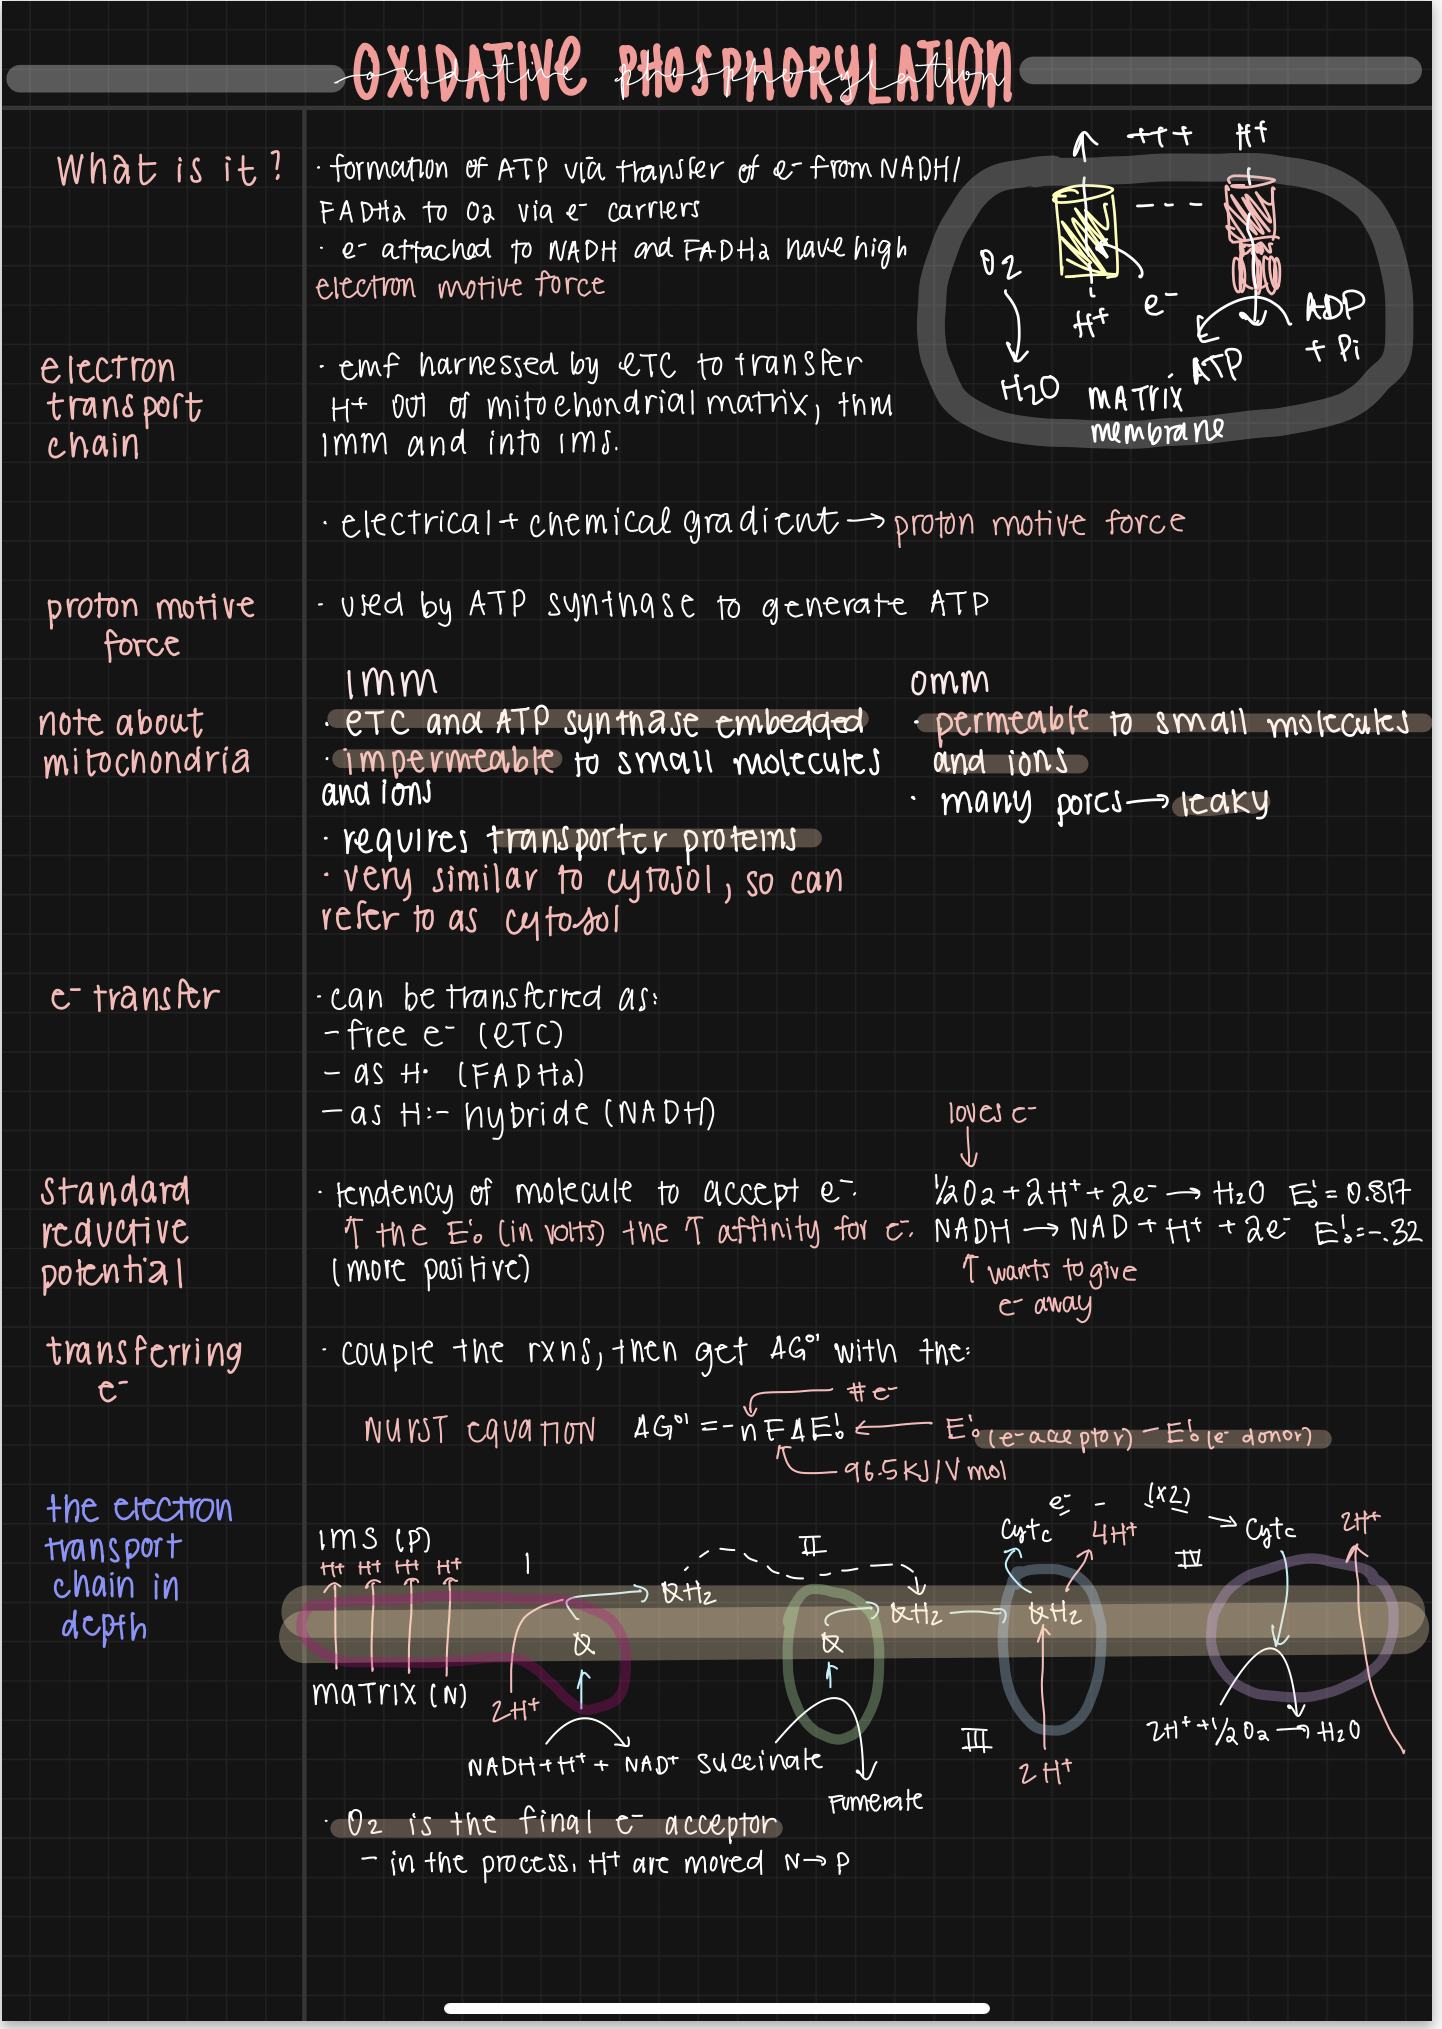 OXIDATIVE PHOSPHORYLATION
oxidative phosphorylation
What is it?
· formation of ATP via transfer of e⁻ from NADH/
FADH2 to O2 via e⁻ carriers
· e⁻ attached to NADH and FADH2 have high
electron motive force
+++ H+
---
O2
H+
e⁻
ADP
+ Pi
ATP
H2O
MATRIX
membrane
electron
transport
chain
· emf harnessed by ETC to transfer
H+ out of mitochondrial matrix, thru
IMM and into IMS.
· electrical + chemical gradient → proton motive force
proton motive
force
· used by ATP synthase to generate ATP
note about
mitochondria
IMM
· ETC and ATP synthase embedded
· impermeable to small molecules
and ions
· requires transporter proteins
· very similar to cytosol, so can
refer to as cytosol
OMM
· permeable to small molecules
and ions
· many pores → leaky
e⁻ transfer
· can be transferred as:
- free e⁻ (ETC)
- as H· (FADH2)
- as H:- hybride (NADH)
standard
reductive
potential
· tendency of molecule to accept e⁻.
↑ the E'o (in volts) the ↑ affinity for e⁻.
(more positive)
loves e⁻
½O2 + 2H+ + 2e⁻ → H2O E'o = 0.817
NADH → NAD + H+ + 2e⁻ E'o = -.32
↑ wants to give
e⁻ away
transferring
e⁻
· couple the rxns, then get ΔG°' with the:
# e⁻
NURST equation ΔG°' = -nFΔE'o ← E'o (e⁻ acceptor) - E'o (e⁻ donor)
96.5 KJ/V mol
the electron
transport
chain in
depth
IMS (P)
H+ H+ H+ H+
I
QH2
II
QH2
e⁻ - (x2)
Cytc 4H+ → Cytc
2H+
IV
QH2
Q
Q
MATRIX (N)
2H+
III
2H+
2H+ + ½O2 → H2O
NADH + H+ + NAD+ succinate
Fumerate
· O2 is the final e⁻ acceptor
- in the process, H+ are moved N → P